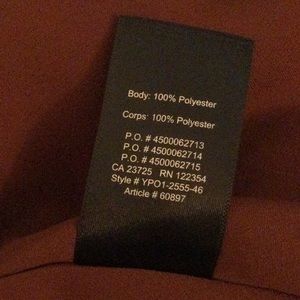 Body: 100% Polyester
Corps: 100% Polyester
P.O. # 4500062713
P.O. # 4500062714
P.O. # 4500062715
CA 23725 RN 122354
Style # YPO1-2555-46
Article # 60897